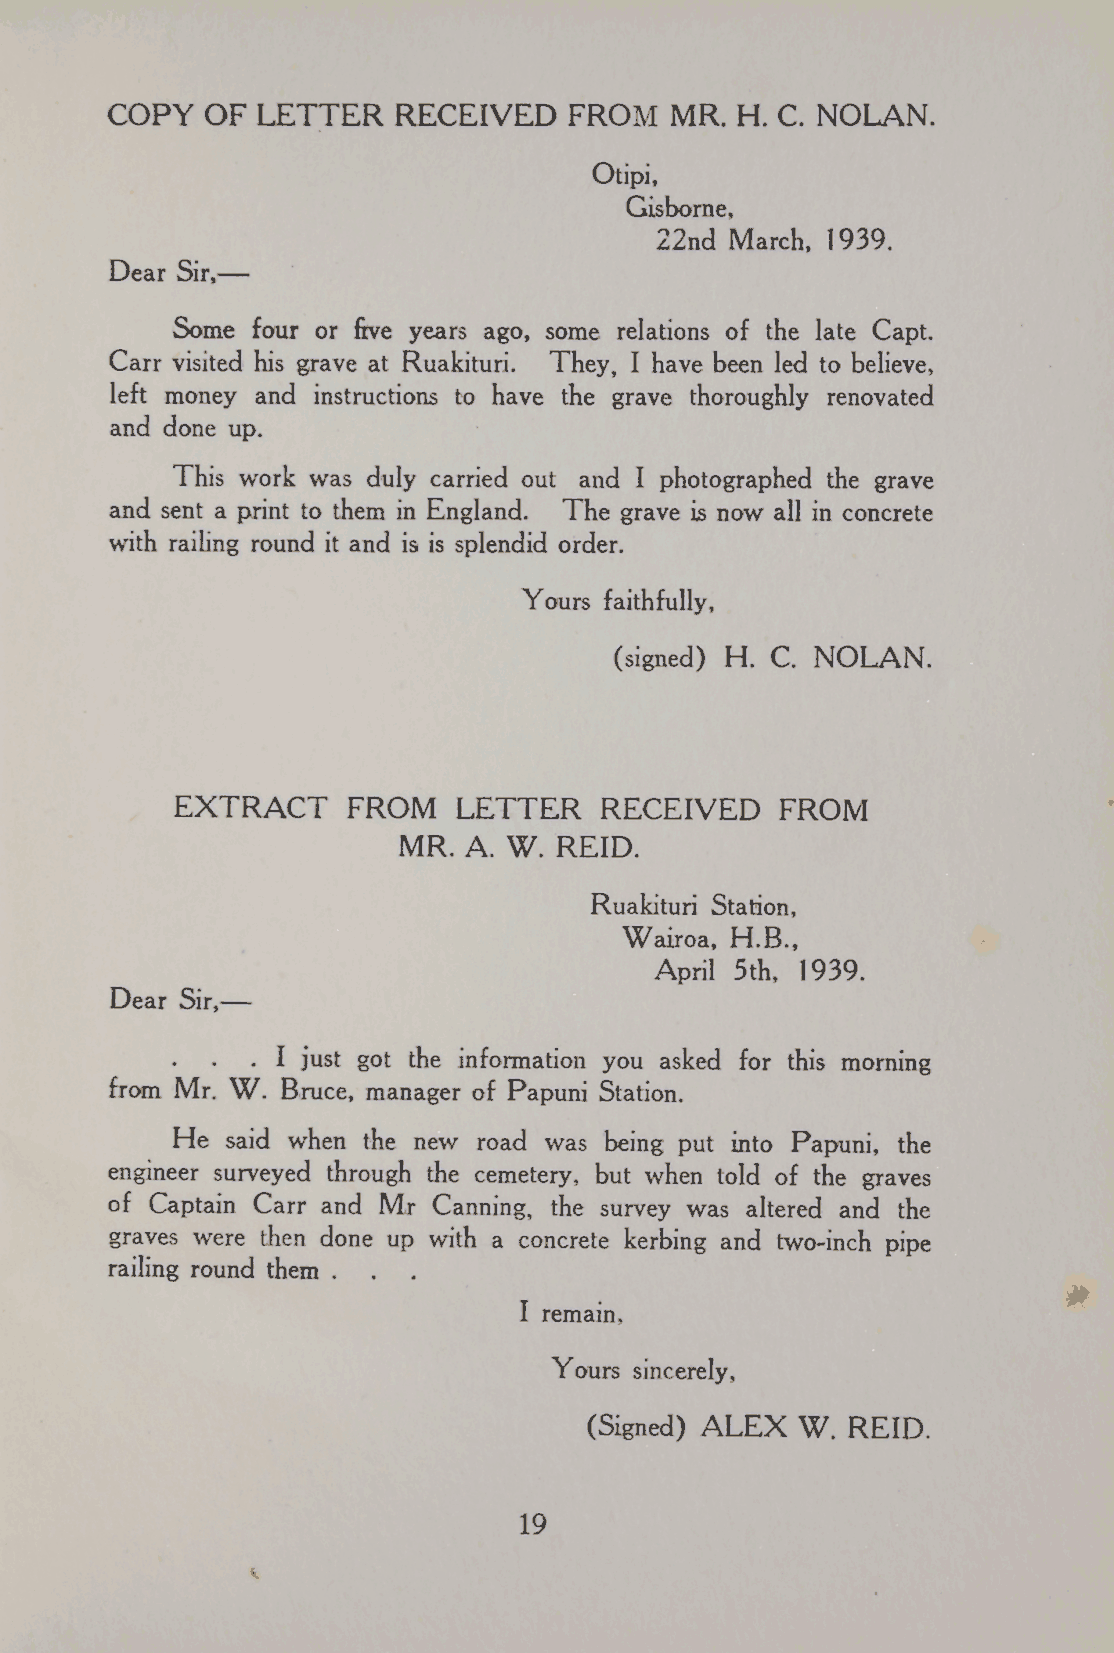 COPY OF LETTER RECEIVED FROM MR. H. C. NOLAN.
Otipi,
Gisborne,
22nd March, 1939.
Dear Sir,—
Some four or five years ago, some relations of the late Capt.
Carr visited his grave at Ruakituri. They, I have been led to believe,
left money and instructions to have the grave thoroughly renovated
and done up.
This work was duly carried out and I photographed the grave
and sent a print to them in England. The grave is now all in concrete
with railing round it and is is splendid order.
Yours faithfully,
(signed) H. C. NOLAN.
EXTRACT FROM LETTER RECEIVED FROM
MR. A. W. REID.
Ruakituri Station,
Wairoa, H.B.,
April 5th, 1939.
Dear Sir,—
. . . I just got the information you asked for this morning
from Mr. W. Bruce, manager of Papuni Station.
He said when the new road was being put into Papuni, the
engineer surveyed through the cemetery, but when told of the graves
of Captain Carr and Mr Canning, the survey was altered and the
graves were then done up with a concrete kerbing and two-inch pipe
railing round them . . .
I remain,
Yours sincerely,
(Signed) ALEX W. REID.
19